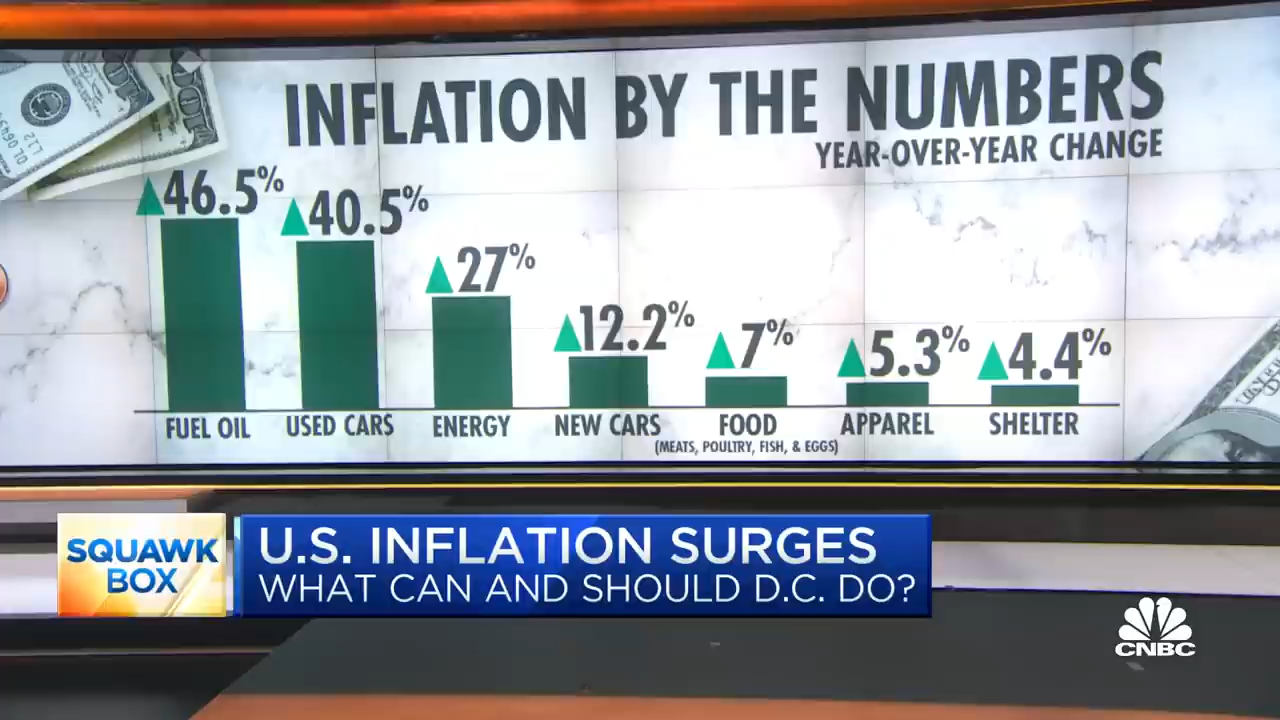 INFLATION BY THE NUMBERS
YEAR-OVER-YEAR CHANGE
46.5%
40.5%
27%
12.2%
7%
5.3%
4.4%
FUEL OIL
USED CARS
ENERGY
NEW CARS
FOOD
(MEATS, POULTRY, FISH, & EGGS)
APPAREL
SHELTER
SQUAWK
BOX
U.S. INFLATION SURGES
WHAT CAN AND SHOULD D.C. DO?
CNBC